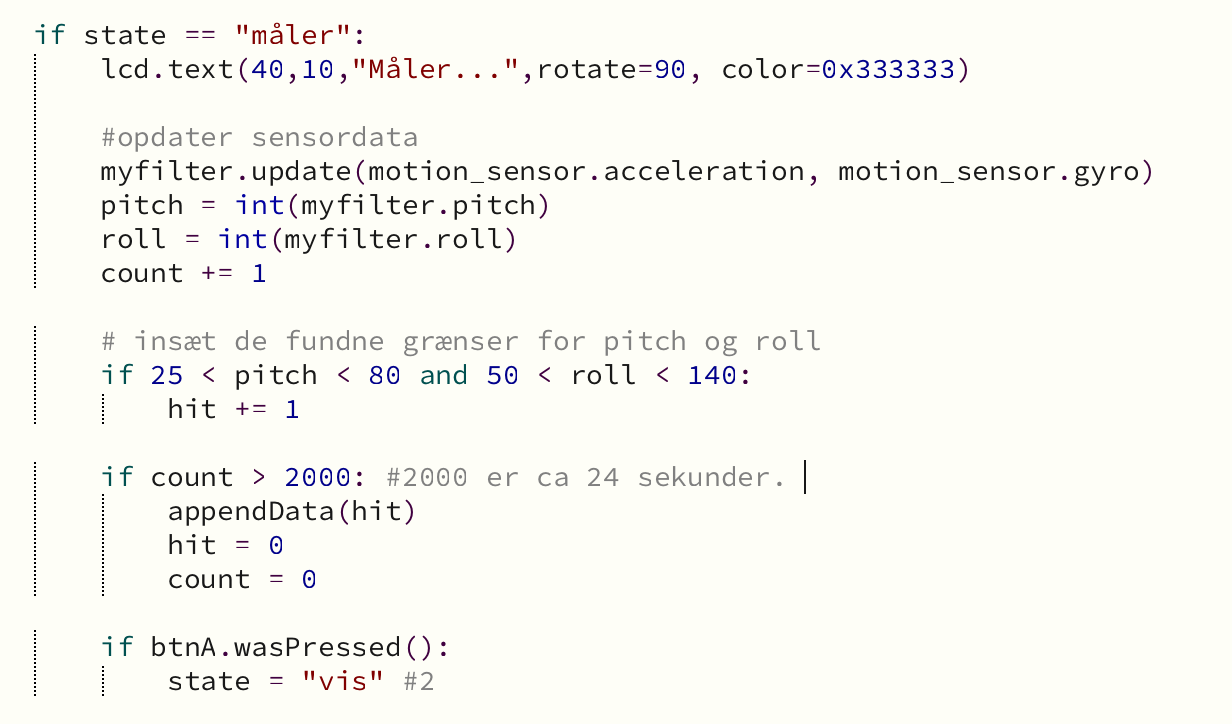 if state == "måler":
    lcd.text(40,10,"Måler...",rotate=90, color=0x333333)
    #opdater sensordata
    myfilter.update(motion_sensor.acceleration, motion_sensor.gyro)
    pitch = int(myfilter.pitch)
    roll = int(myfilter.roll)
    count += 1
    # insæt de fundne grænser for pitch og roll
    if 25 < pitch < 80 and 50 < roll < 140:
        hit += 1
    if count > 2000: #2000 er ca 24 sekunder.
        appendData(hit)
        hit = 0
        count = 0
    if btnA.wasPressed():
        state = "vis" #2